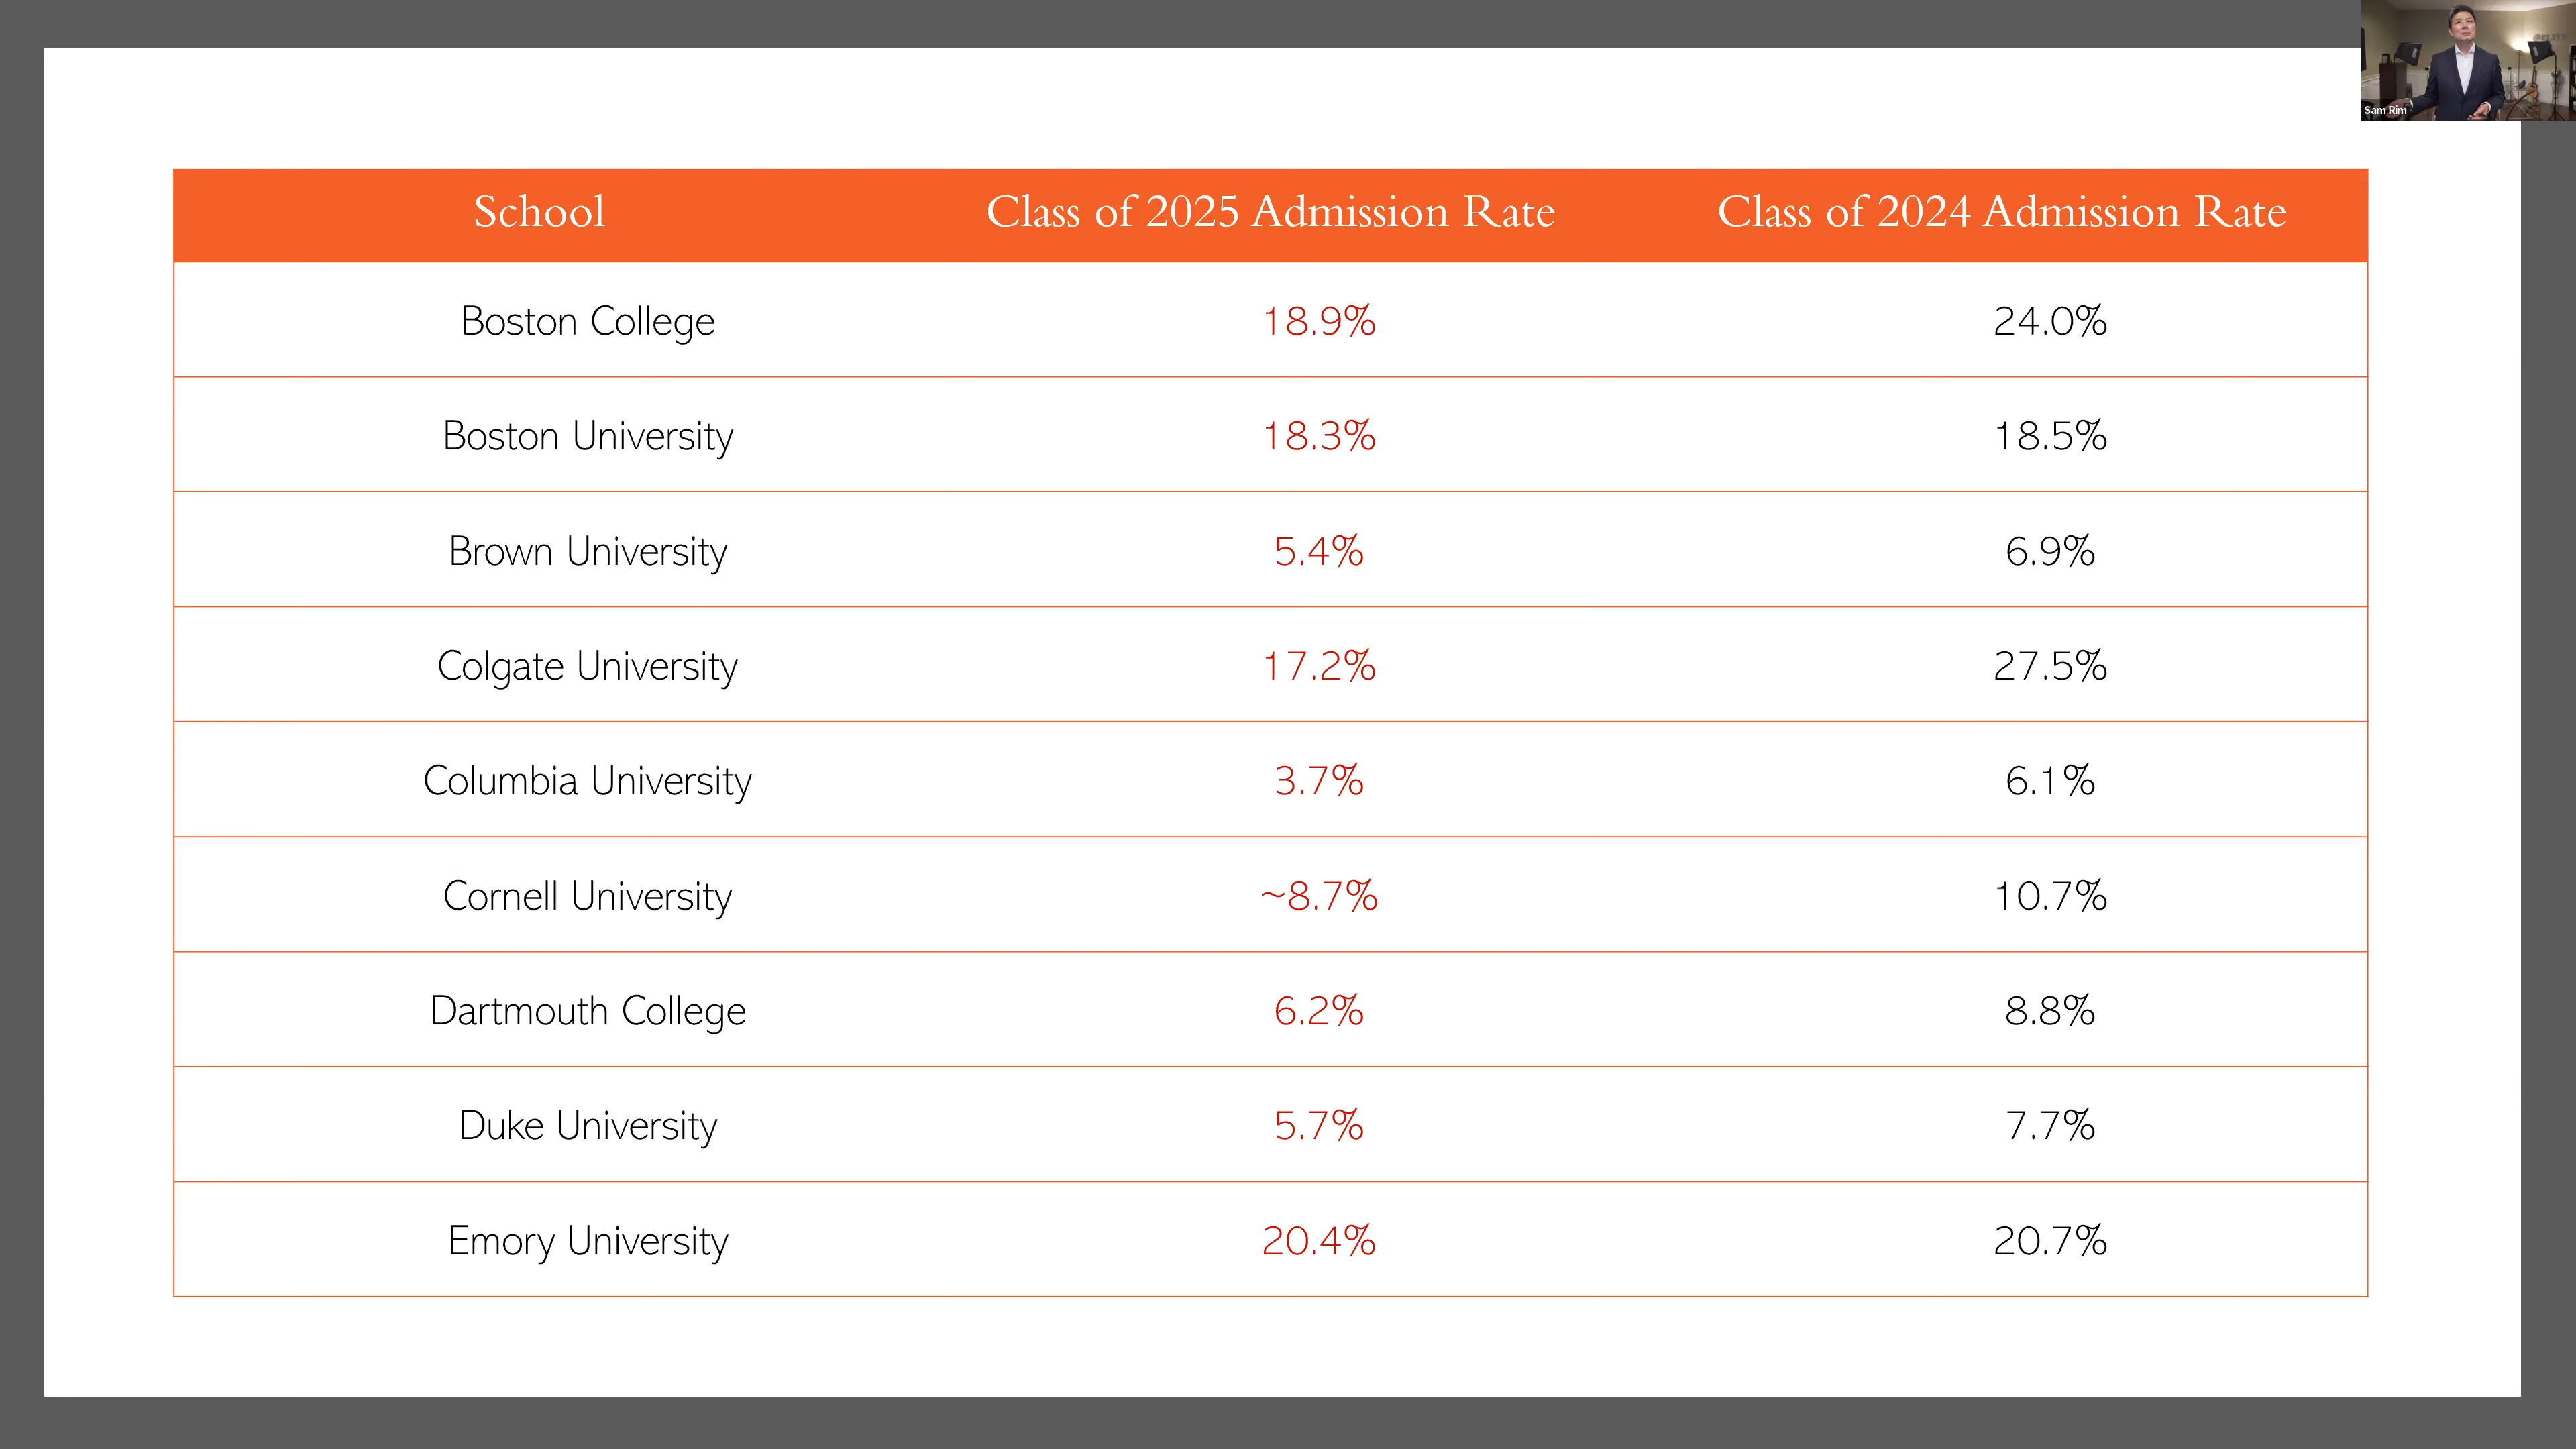 Sam Rim
School Class of 2025 Admission Rate Class of 2024 Admission Rate
Boston College 18.9% 24.0%
Boston University 18.3% 18.5%
Brown University 5.4% 6.9%
Colgate University 17.2% 27.5%
Columbia University 3.7% 6.1%
Cornell University ~8.7% 10.7%
Dartmouth College 6.2% 8.8%
Duke University 5.7% 7.7%
Emory University 20.4% 20.7%